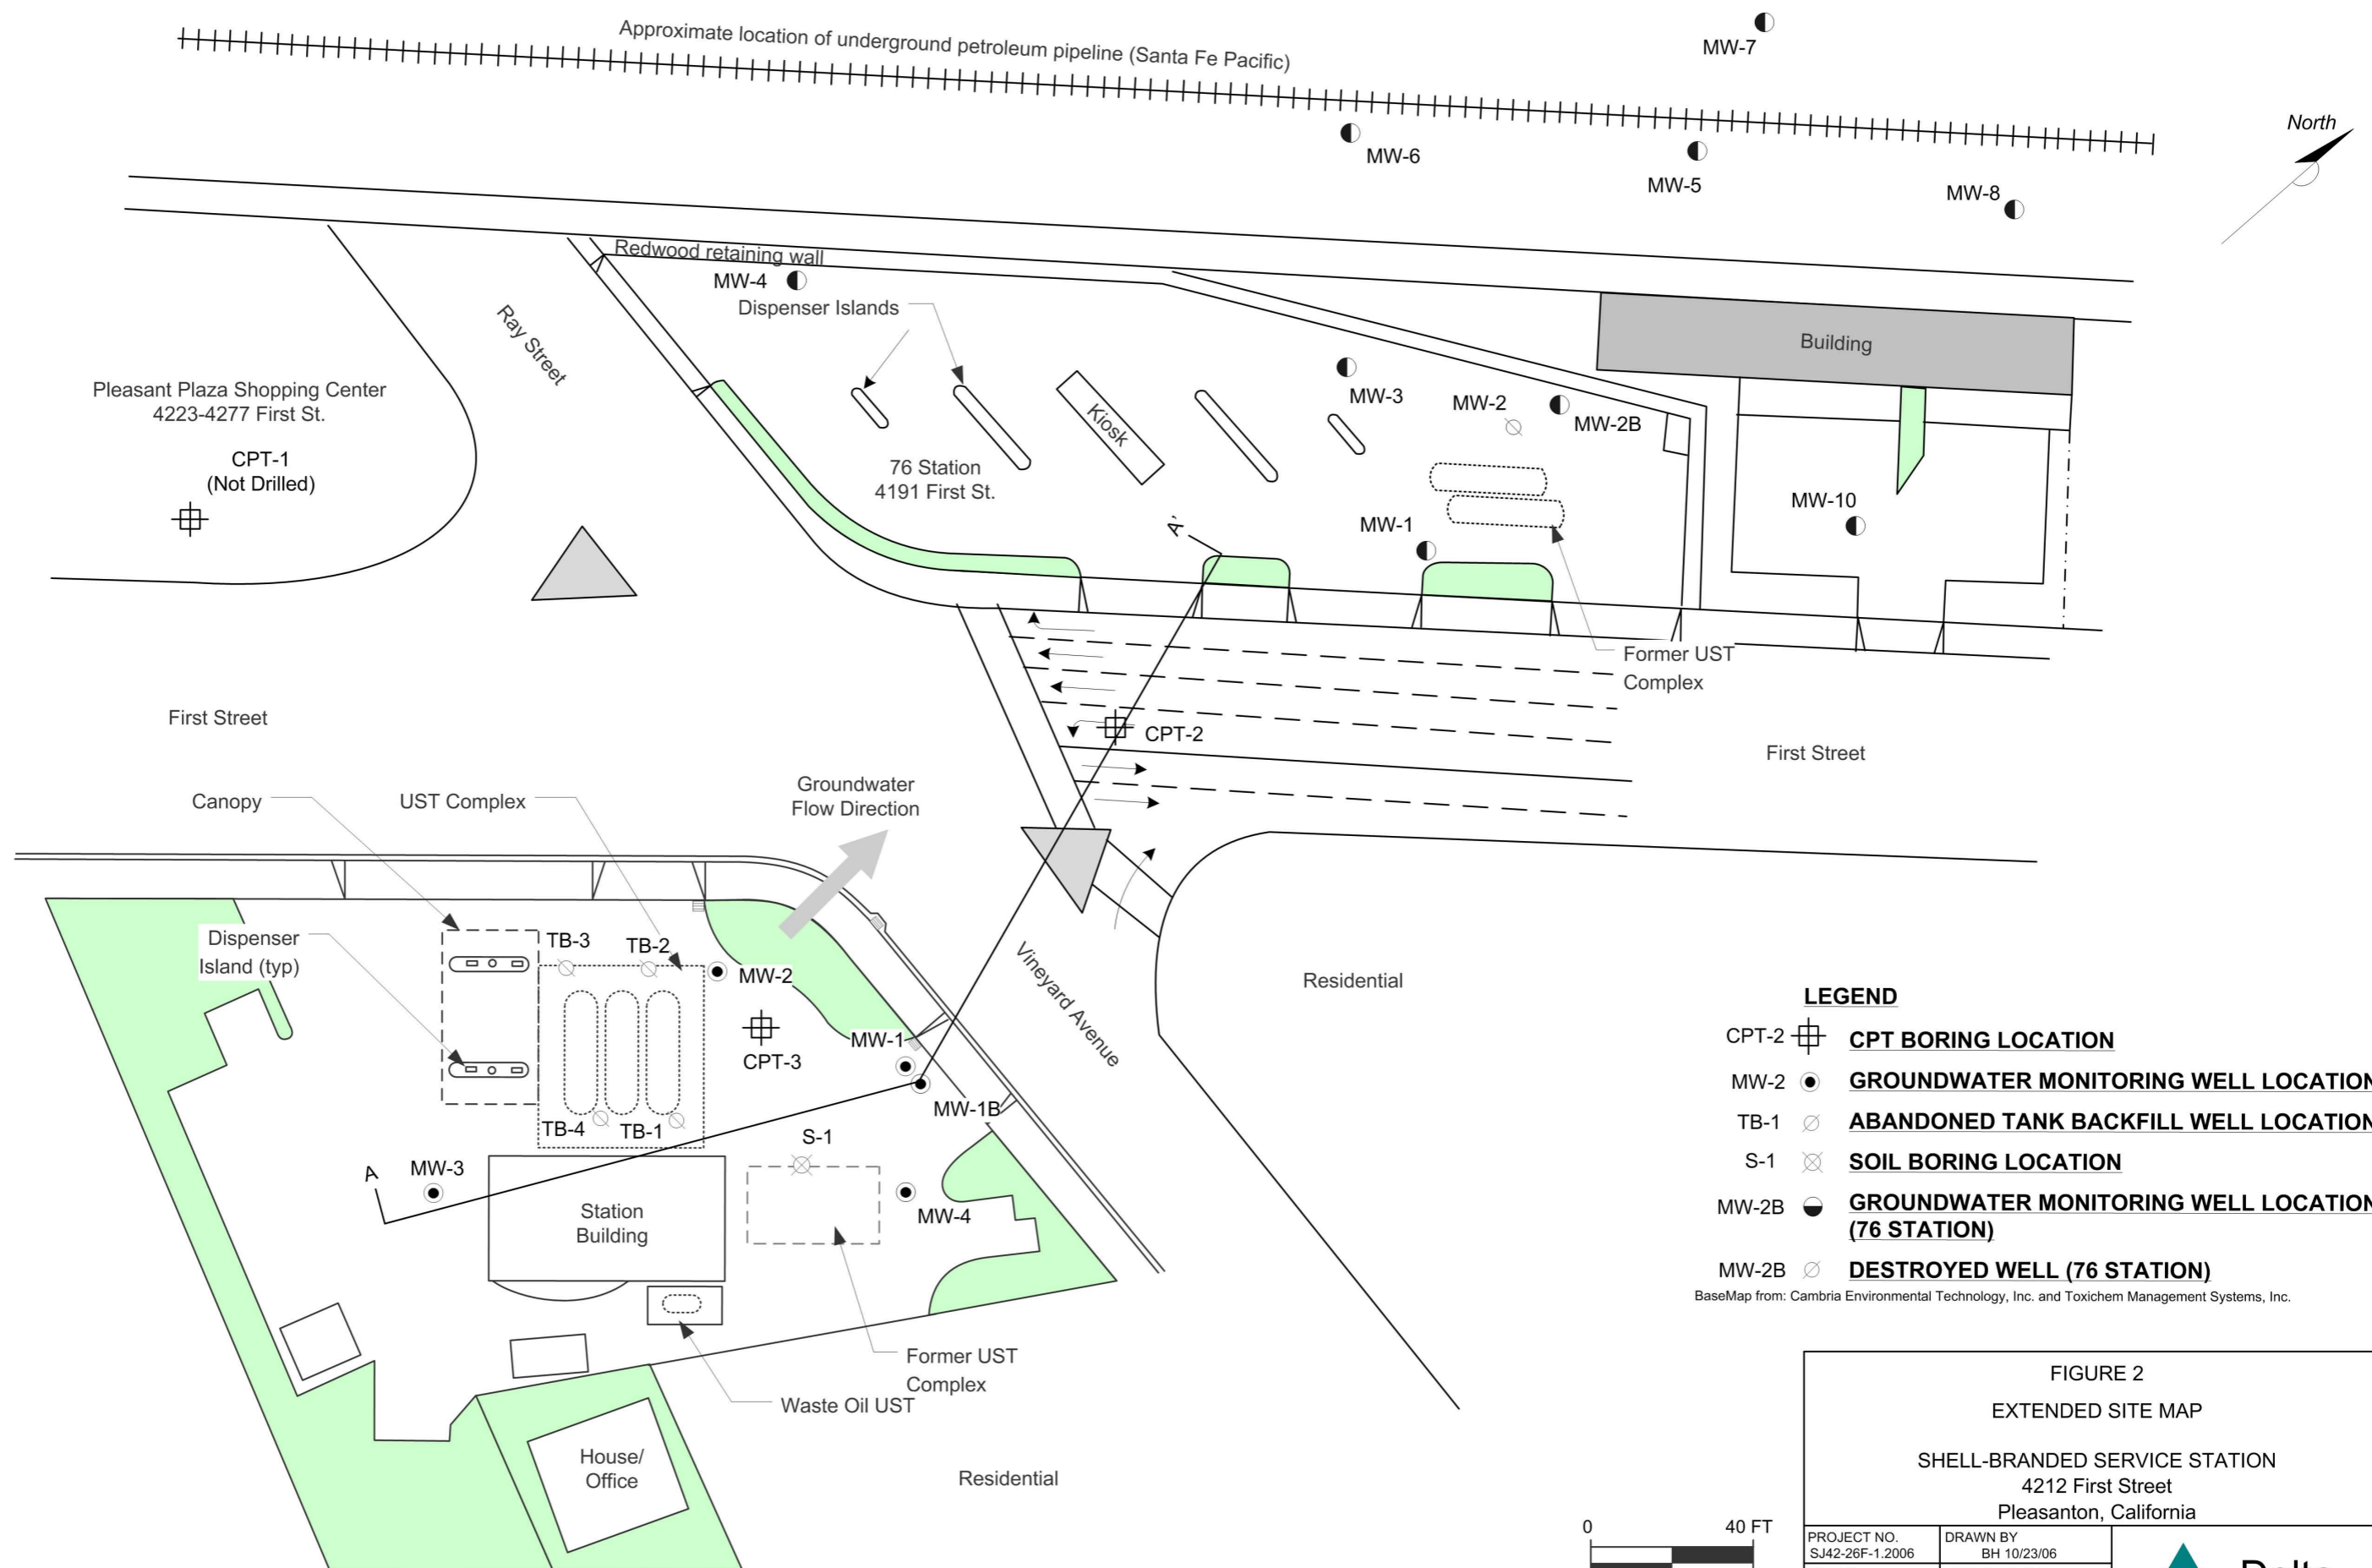 Approximate location of underground petroleum pipeline (Santa Fe Pacific)
MW-7
North
MW-6
MW-5
MW-8
Redwood retaining wall
MW-4
Dispenser Islands
Ray Street
Building
Pleasant Plaza Shopping Center
4223-4277 First St.
CPT-1
(Not Drilled)
Kiosk
MW-3
MW-2
MW-2B
76 Station
4191 First St.
MW-10
MW-1
A'
Former UST
Complex
First Street
CPT-2
First Street
Groundwater
Flow Direction
Canopy
UST Complex
Dispenser
Island (typ)
TB-3
TB-2
MW-2
Vineyard Avenue
Residential
MW-1
CPT-3
MW-1B
TB-4
TB-1
S-1
A
MW-3
Station
Building
MW-4
Former UST
Complex
Waste Oil UST
House/
Office
Residential
LEGEND
CPT-2 CPT BORING LOCATION
MW-2 GROUNDWATER MONITORING WELL LOCATION
TB-1 ABANDONED TANK BACKFILL WELL LOCATION
S-1 SOIL BORING LOCATION
MW-2B GROUNDWATER MONITORING WELL LOCATION
(76 STATION)
MW-2B DESTROYED WELL (76 STATION)
BaseMap from: Cambria Environmental Technology, Inc. and Toxichem Management Systems, Inc.
FIGURE 2
EXTENDED SITE MAP
SHELL-BRANDED SERVICE STATION
4212 First Street
Pleasanton, California
0 40 FT
PROJECT NO.
SJ42-26F-1.2006
DRAWN BY
BH 10/23/06
Delta